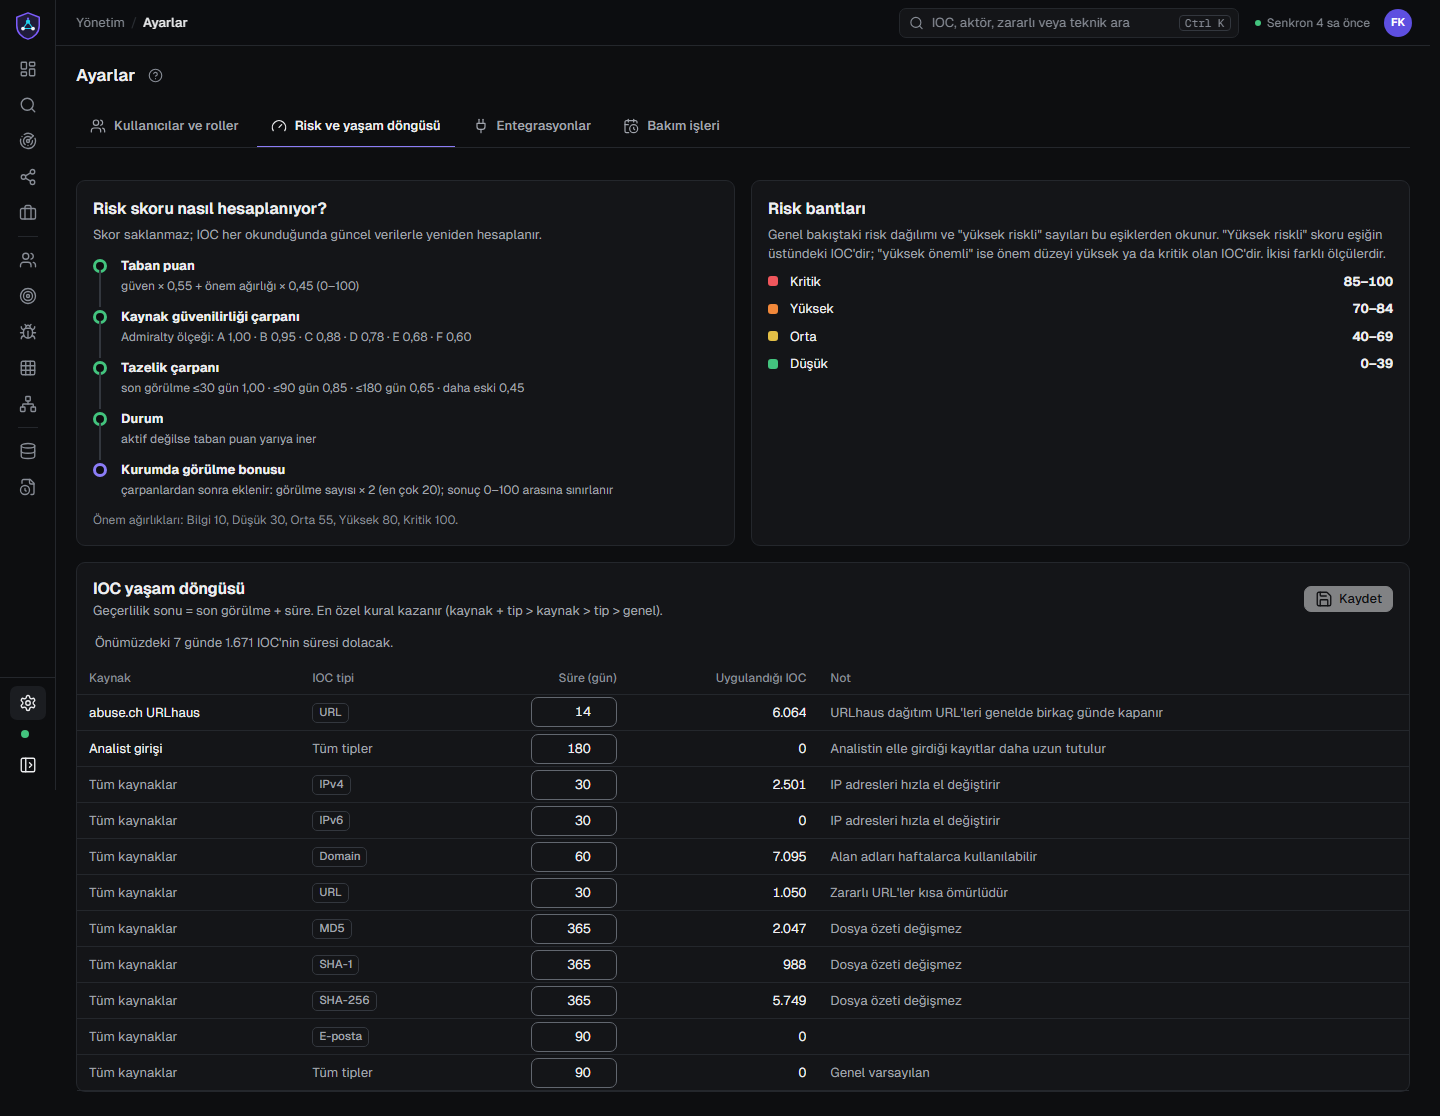 Yönetim / Ayarlar
IOC, aktör, zararlı veya teknik ara
Ctrl K
Senkron 4 sa önce
FK
Ayarlar
Kullanıcılar ve roller
Risk ve yaşam döngüsü
Entegrasyonlar
Bakım işleri
Risk skoru nasıl hesaplanıyor?
Skor saklanmaz; IOC her okunduğunda güncel verilerle yeniden hesaplanır.
Taban puan
güven × 0,55 + önem ağırlığı × 0,45 (0–100)
Kaynak güvenilirliği çarpanı
Admiralty ölçeği: A 1,00 · B 0,95 · C 0,88 · D 0,78 · E 0,68 · F 0,60
Tazelik çarpanı
son görülme ≤30 gün 1,00 · ≤90 gün 0,85 · ≤180 gün 0,65 · daha eski 0,45
Durum
aktif değilse taban puan yarıya iner
Kurumda görülme bonusu
çarpanlardan sonra eklenir: görülme sayısı × 2 (en çok 20); sonuç 0–100 arasına sınırlanır
Önem ağırlıkları: Bilgi 10, Düşük 30, Orta 55, Yüksek 80, Kritik 100.
Risk bantları
Genel bakıştaki risk dağılımı ve "yüksek riskli" sayıları bu eşiklerden okunur. "Yüksek riskli" skoru eşiğin
üstündeki IOC'dir; "yüksek önemli" ise önem düzeyi yüksek ya da kritik olan IOC'dir. İkisi farklı ölçülerdir.
Kritik 85–100
Yüksek 70–84
Orta 40–69
Düşük 0–39
IOC yaşam döngüsü
Geçerlilik sonu = son görülme + süre. En özel kural kazanır (kaynak + tip > kaynak > tip > genel).
Kaydet
Önümüzdeki 7 günde 1.671 IOC'nin süresi dolacak.
Kaynak IOC tipi Süre (gün) Uygulandığı IOC Not
abuse.ch URLhaus URL 14 6.064 URLhaus dağıtım URL'leri genelde birkaç günde kapanır
Analist girişi Tüm tipler 180 0 Analistin elle girdiği kayıtlar daha uzun tutulur
Tüm kaynaklar IPv4 30 2.501 IP adresleri hızla el değiştirir
Tüm kaynaklar IPv6 30 0 IP adresleri hızla el değiştirir
Tüm kaynaklar Domain 60 7.095 Alan adları haftalarca kullanılabilir
Tüm kaynaklar URL 30 1.050 Zararlı URL'ler kısa ömürlüdür
Tüm kaynaklar MD5 365 2.047 Dosya özeti değişmez
Tüm kaynaklar SHA-1 365 988 Dosya özeti değişmez
Tüm kaynaklar SHA-256 365 5.749 Dosya özeti değişmez
Tüm kaynaklar E-posta 90 0
Tüm kaynaklar Tüm tipler 90 0 Genel varsayılan